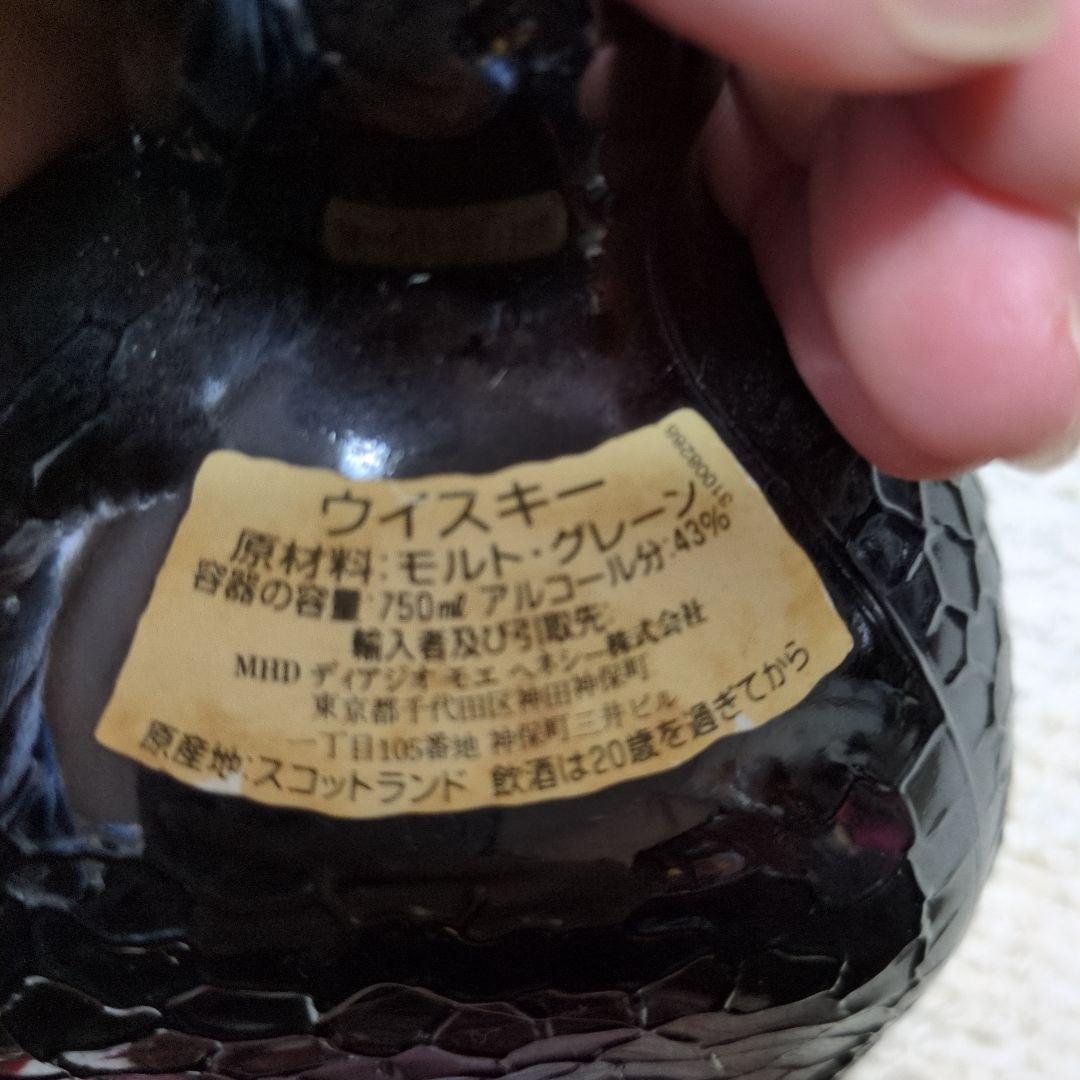 ウイスキー
原材料:モルト・グレーン
容器の容量:750㎖ アルコール分:43%
輸入者及び引取先:
MHD ディアジオ モエ ヘネシー株式会社
東京都千代田区神田神保町
一丁目105番地 神保町三井ビル
原産地:スコットランド 飲酒は20歳を過ぎてから